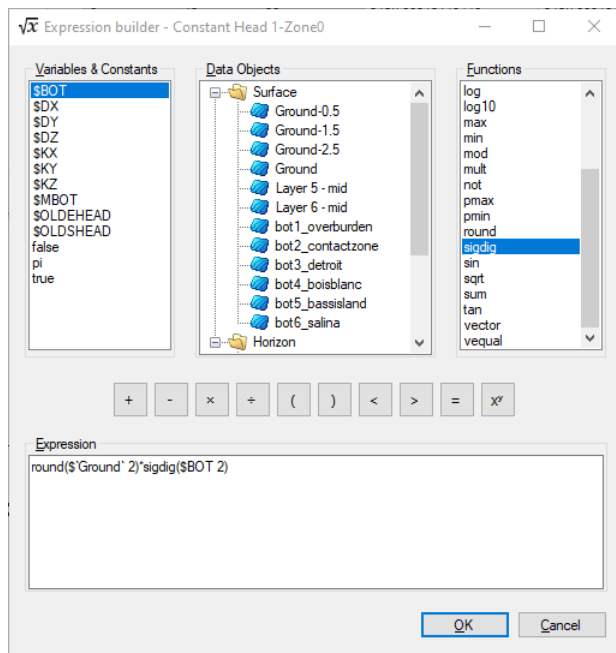 √x Expression builder - Constant Head 1-Zone0
Variables & Constants
$BOT
$DX
$DY
$DZ
$KX
$KY
$KZ
$MBOT
$OLDEHEAD
$OLDSHEAD
false
pi
true
Data Objects
Surface
Ground-0.5
Ground-1.5
Ground-2.5
Ground
Layer 5 - mid
Layer 6 - mid
bot1_overburden
bot2_contactzone
bot3_detroit
bot4_boisblanc
bot5_bassisland
bot6_salina
Horizon
Functions
log
log10
max
min
mod
mult
not
pmax
pmin
round
sigdig
sin
sqrt
sum
tan
vector
vequal
+ - × ÷ ( ) < > = xʸ
Expression
round($`Ground` 2)*sigdig($BOT 2)
OK Cancel